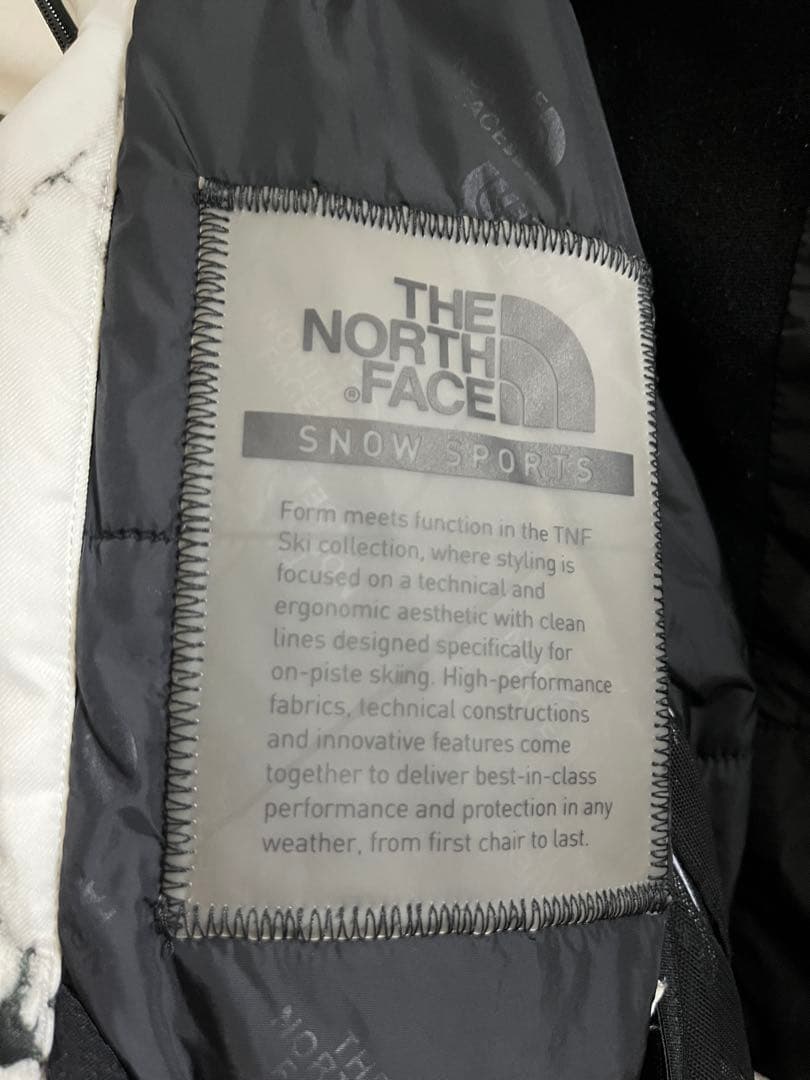 THE
NORTH
®FACE
SNOW SPORTS
Form meets function in the TNF
Ski collection, where styling is
focused on a technical and
ergonomic aesthetic with clean
lines designed specifically for
on-piste skiing. High-performance
fabrics, technical constructions
and innovative features come
together to deliver best-in-class
performance and protection in any
weather, from first chair to last.
THE
NORTH